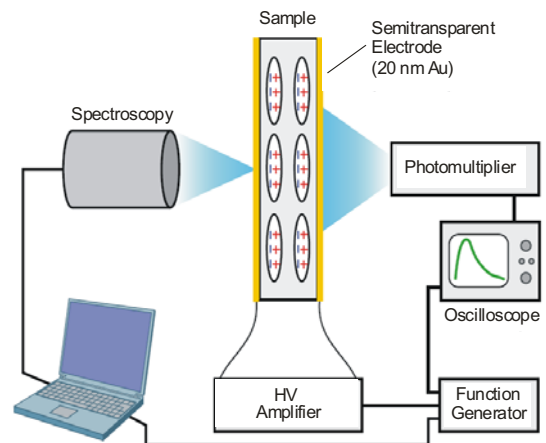 Sample
Semitransparent
Electrode
(20 nm Au)
Spectroscopy
Photomultiplier
Oscilloscope
HV
Amplifier
Function
Generator